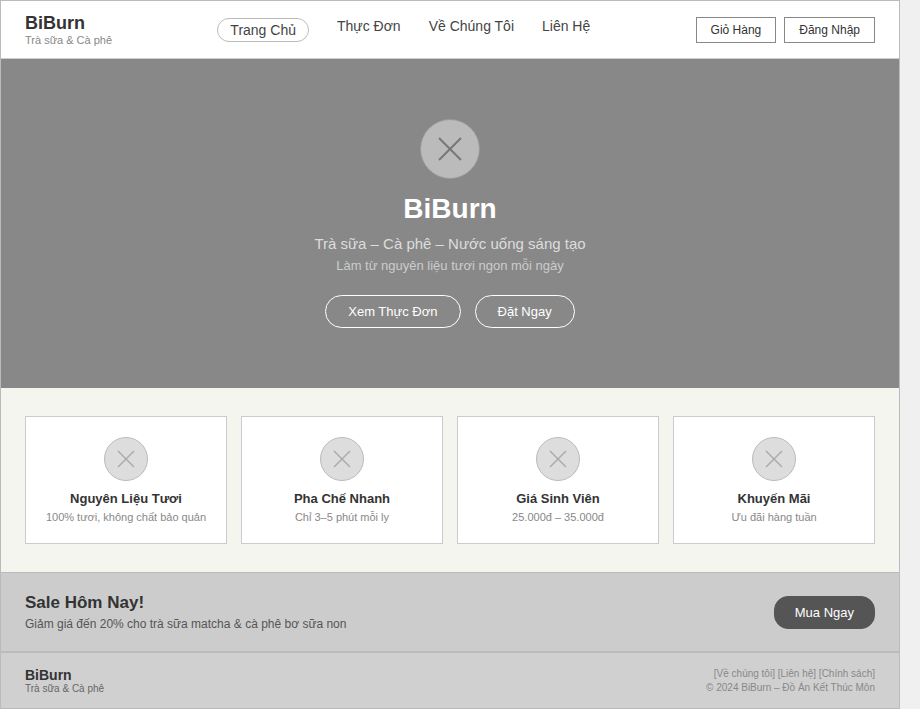 BiBurn
Trà sữa & Cà phê
Trang Chủ
Thực Đơn
Về Chúng Tôi
Liên Hệ
Giỏ Hàng
Đăng Nhập
BiBurn
Trà sữa – Cà phê – Nước uống sáng tạo
Làm từ nguyên liệu tươi ngon mỗi ngày
Xem Thực Đơn
Đặt Ngay
Nguyên Liệu Tươi
100% tươi, không chất bảo quản
Pha Chế Nhanh
Chỉ 3–5 phút mỗi ly
Giá Sinh Viên
25.000đ – 35.000đ
Khuyến Mãi
Ưu đãi hàng tuần
Sale Hôm Nay!
Giảm giá đến 20% cho trà sữa matcha & cà phê bơ sữa non
Mua Ngay
BiBurn
Trà sữa & Cà phê
[Về chúng tôi] [Liên hệ] [Chính sách]
© 2024 BiBurn – Đồ Án Kết Thúc Môn